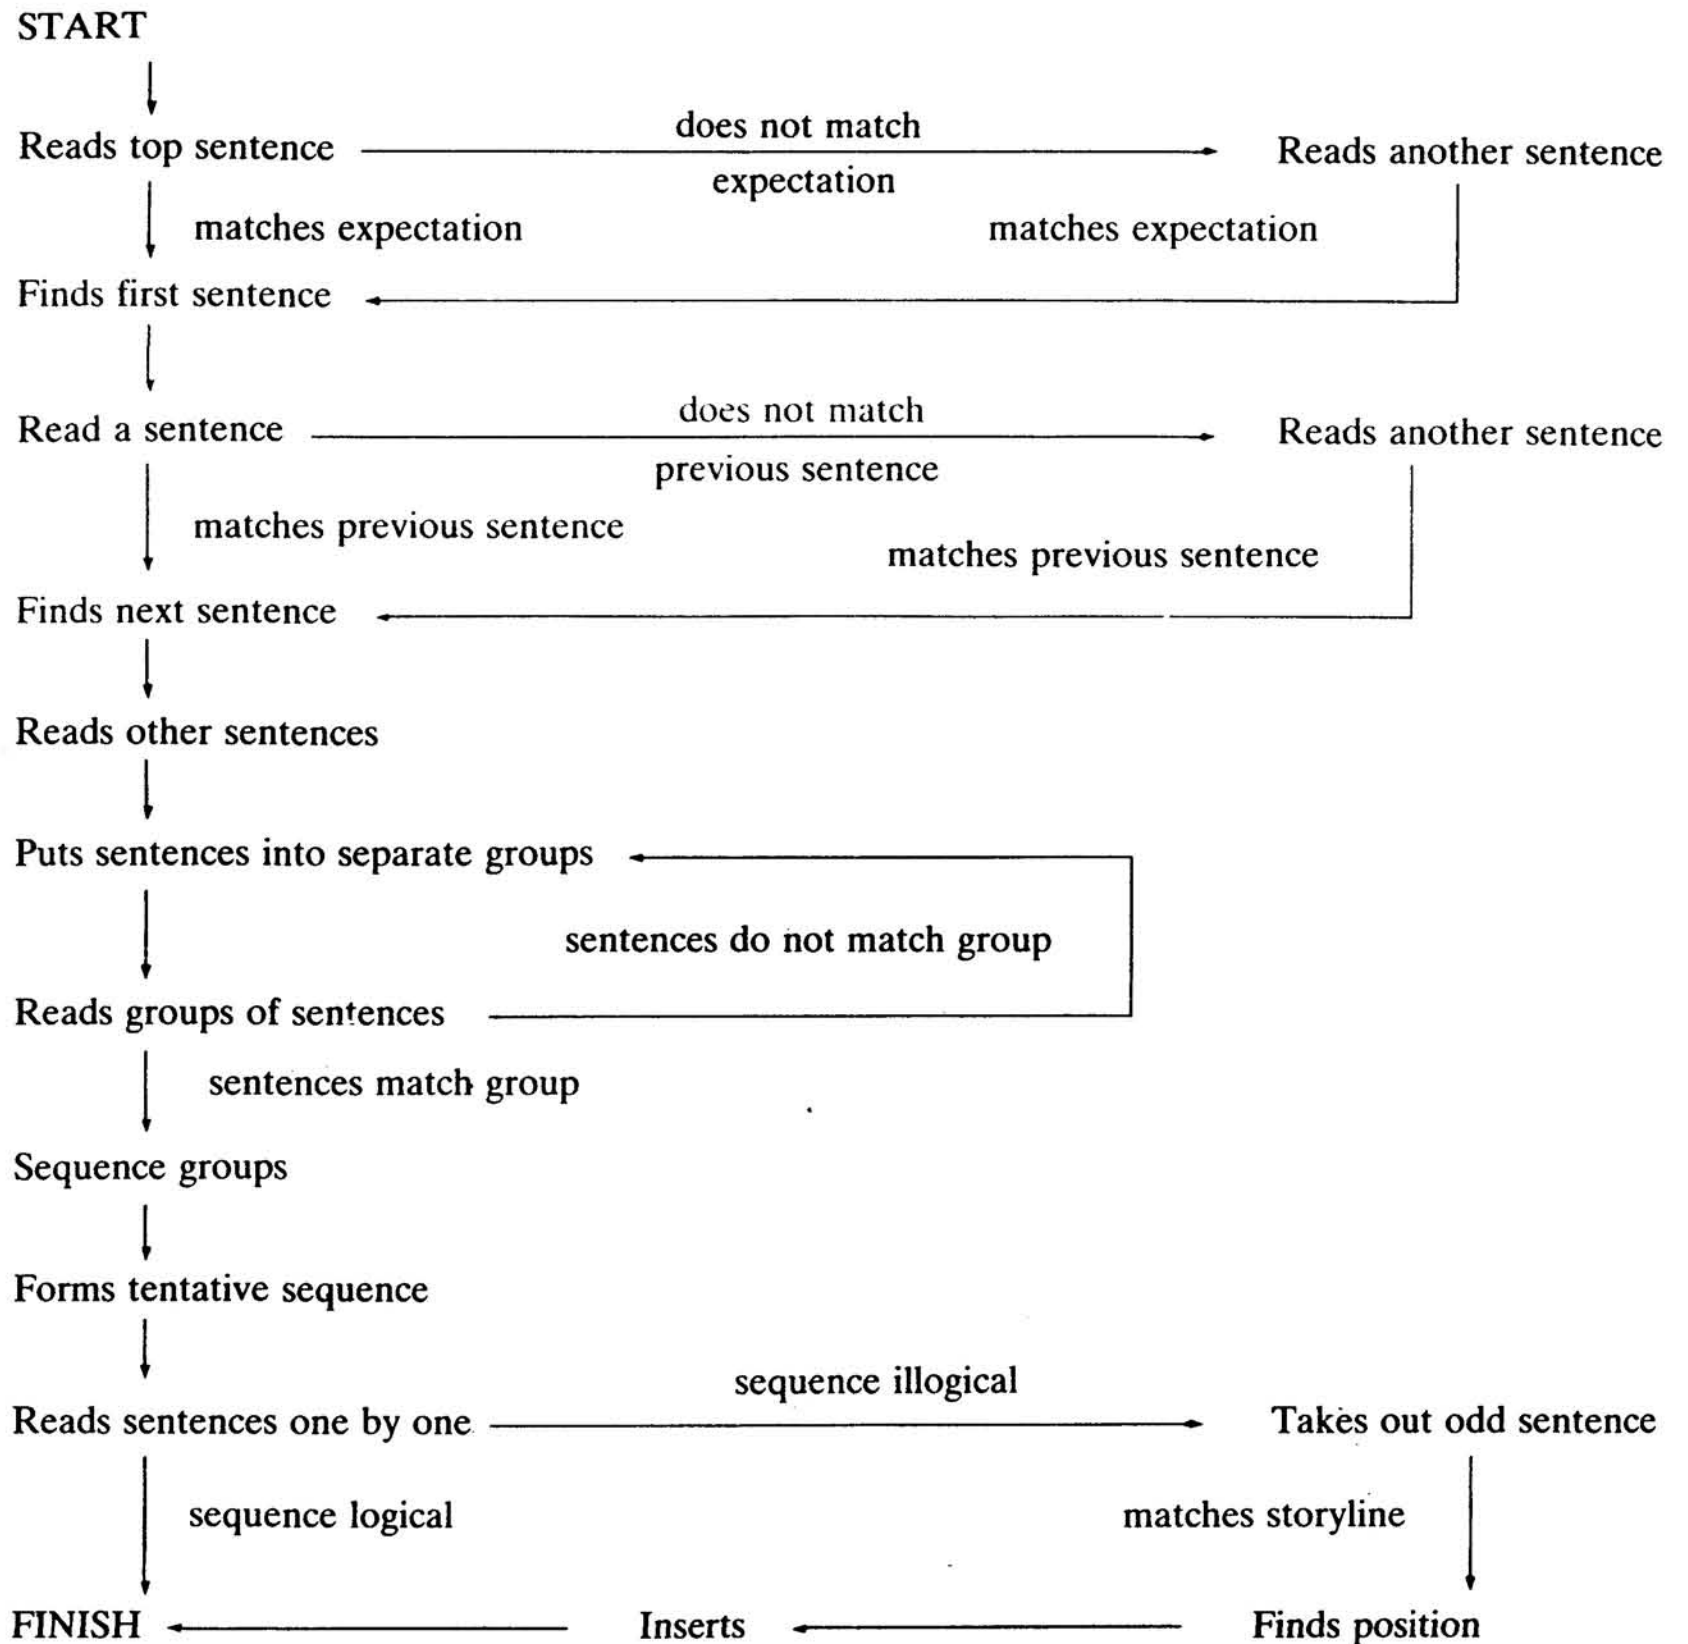 START
does not match
Reads top sentence
Reads another sentence
expectation
matches expectation
matches expectation
Finds first sentence
does not match
Read a sentence
Reads another sentence
previous sentence
matches previous sentence
matches previous sentence
Finds next sentence
Reads other sentences
Puts sentences into separate groups
sentences do not match group
Reads groups of sentences
sentences match group
Sequence groups
Forms tentative sequence
sequence illogical
Reads sentences one by one
Takes out odd sentence
sequence logical
matches storyline
FINISH
Inserts
Finds position